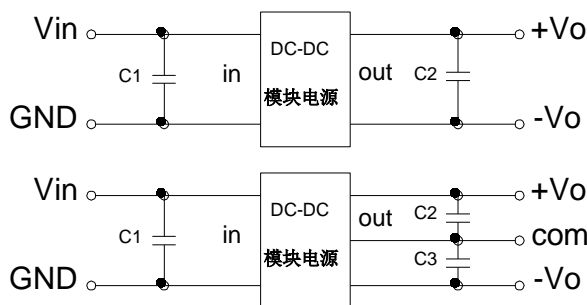 Vin DC-DC +Vo
C1 in out C2
模块电源
GND -Vo
Vin DC-DC +Vo
C1 in out C2
com
模块电源 C3
GND -Vo